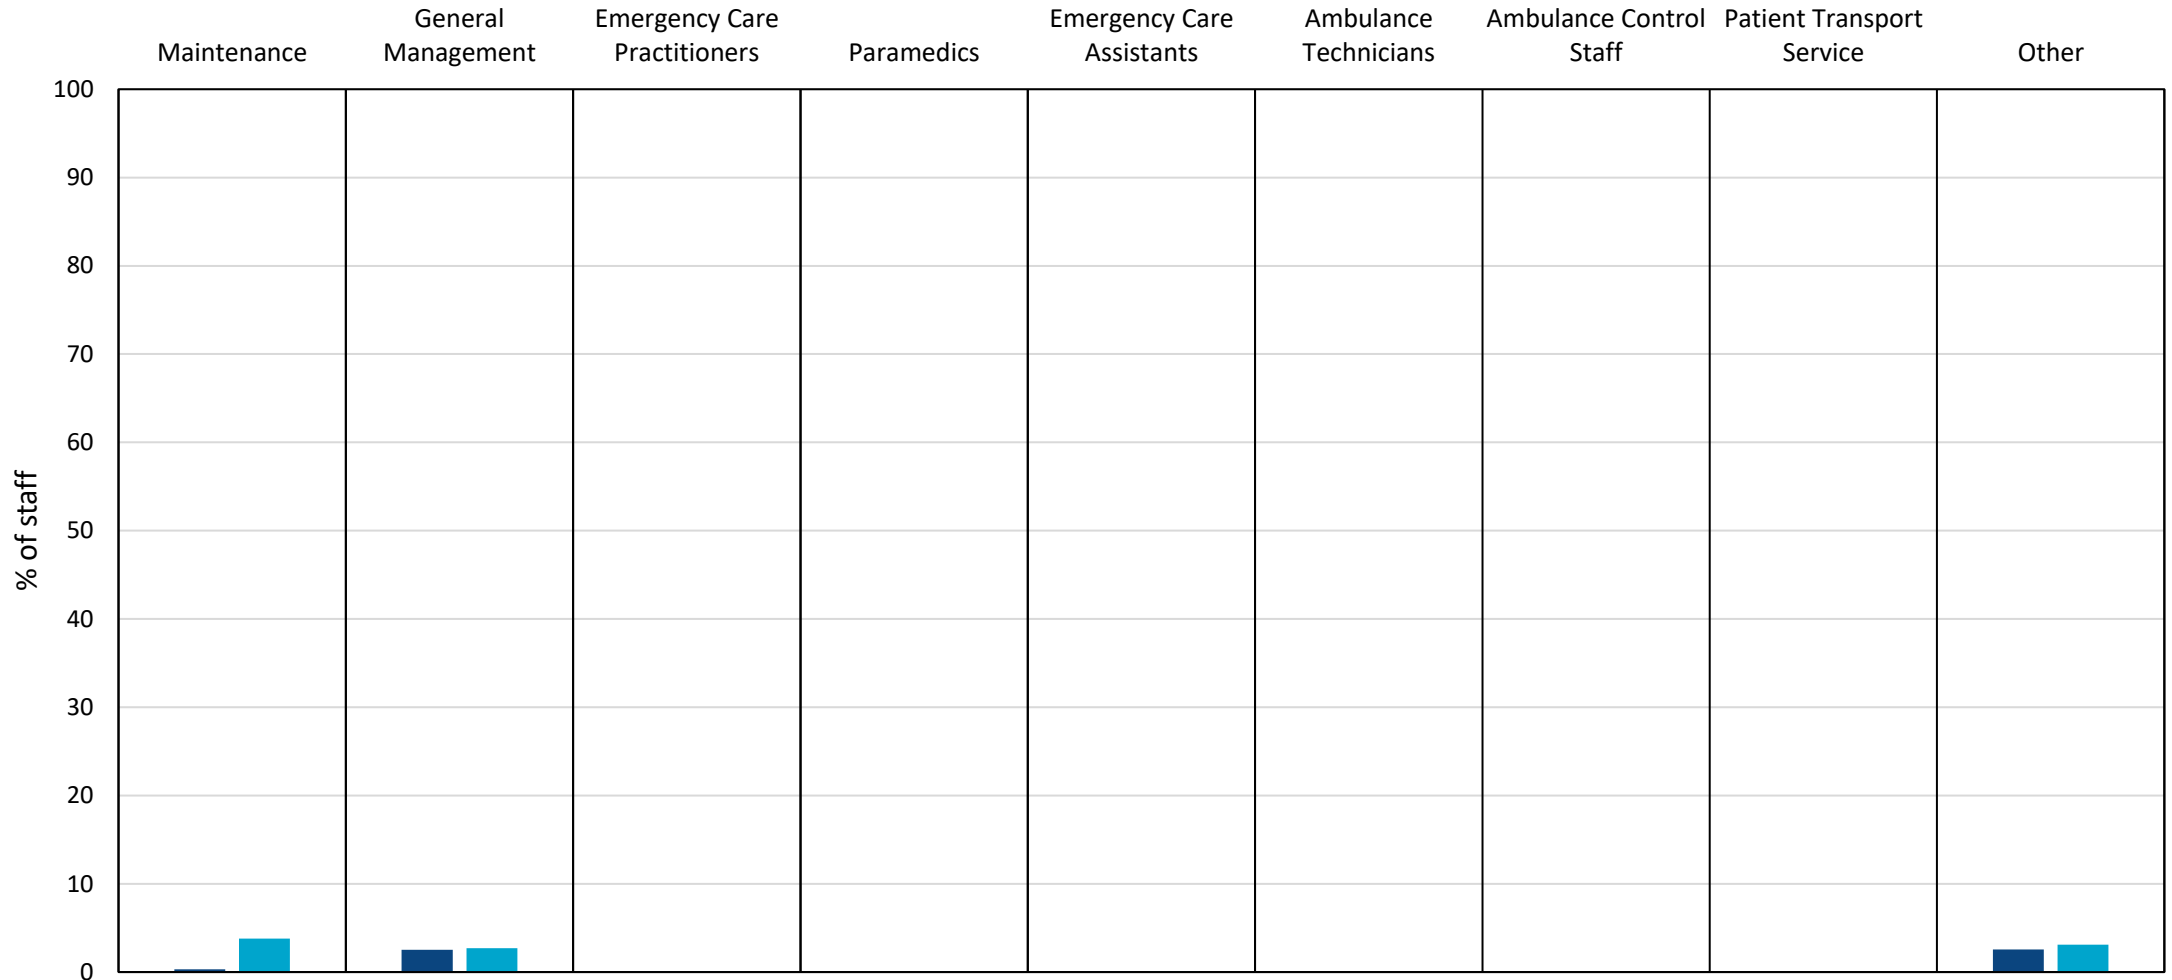 Maintenance
General
Management
Emergency Care
Practitioners
Paramedics
Emergency Care
Assistants
Ambulance
Technicians
Ambulance Control
Staff
Patient Transport
Service
Other
100
90
80
70
60
50
40
30
20
10
0
% of staff